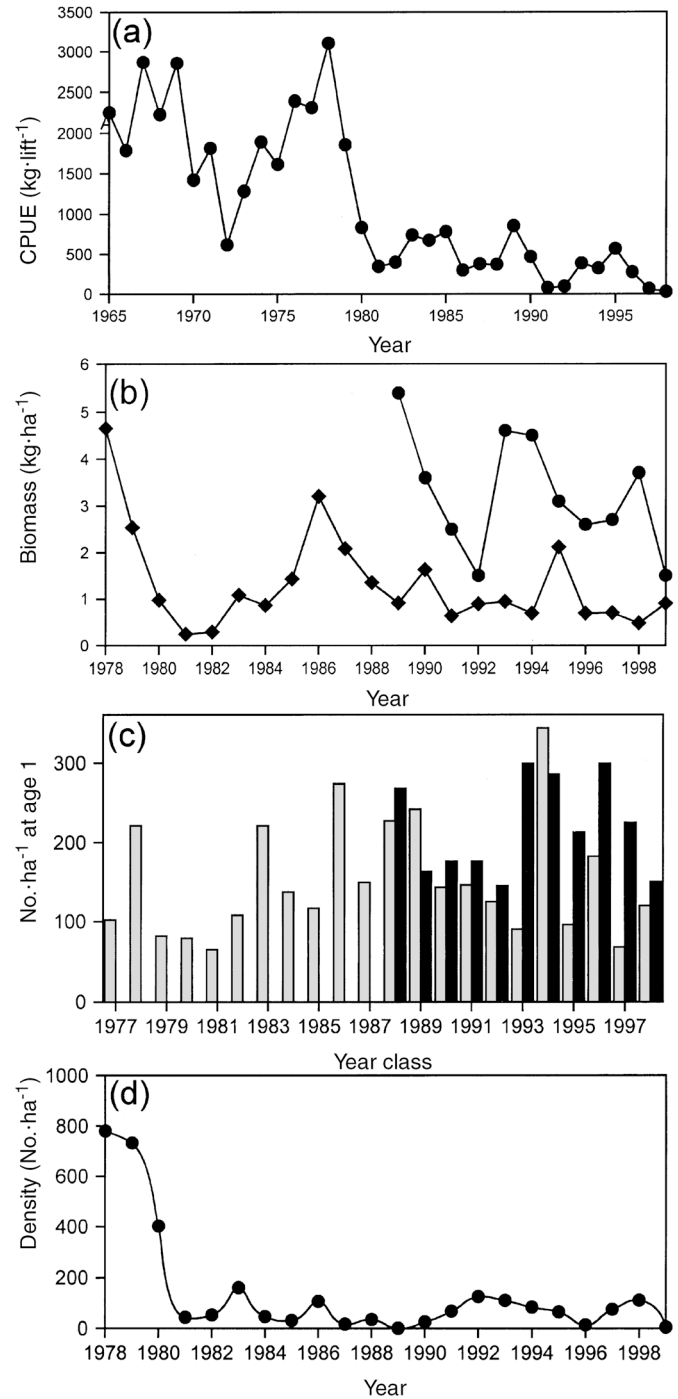 (a)
CPUE (kg·lift⁻¹)
3500
3000
2500
2000
1500
1000
500
0
1965 1970 1975 1980 1985 1990 1995
Year
(b)
Biomass (kg·ha⁻¹)
6
5
4
3
2
1
0
1978 1980 1982 1984 1986 1988 1990 1992 1994 1996 1998
Year
(c)
No.·ha⁻¹ at age 1
300
200
100
0
1977 1979 1981 1983 1985 1987 1989 1991 1993 1995 1997
Year class
(d)
Density (No.·ha⁻¹)
1000
800
600
400
200
0
1978 1980 1982 1984 1986 1988 1990 1992 1994 1996 1998
Year